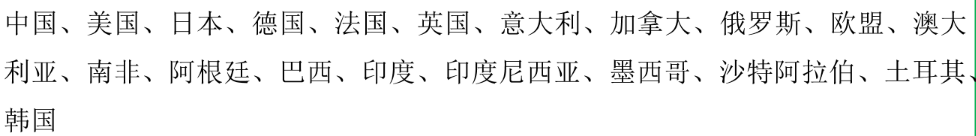 中国、美国、日本、德国、法国、英国、意大利、加拿大、俄罗斯、欧盟、澳大
利亚、南非、阿根廷、巴西、印度、印度尼西亚、墨西哥、沙特阿拉伯、土耳其、
韩国